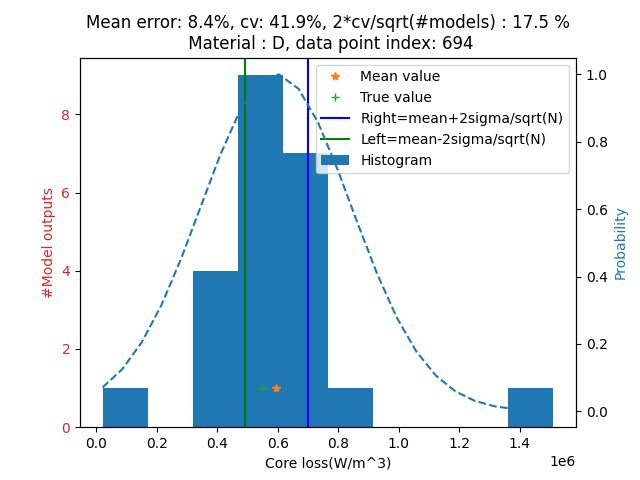 Mean error: 8.4%, cv: 41.9%, 2*cv/sqrt(#models) : 17.5 %
Material : D, data point index: 694
Mean value
True value
Right=mean+2sigma/sqrt(N)
Left=mean-2sigma/sqrt(N)
Histogram
#Model outputs
8
6
4
2
0
Probability
1.0
0.8
0.6
0.4
0.2
0.0
0.0 0.2 0.4 0.6 0.8 1.0 1.2 1.4
1e6
Core loss(W/m^3)